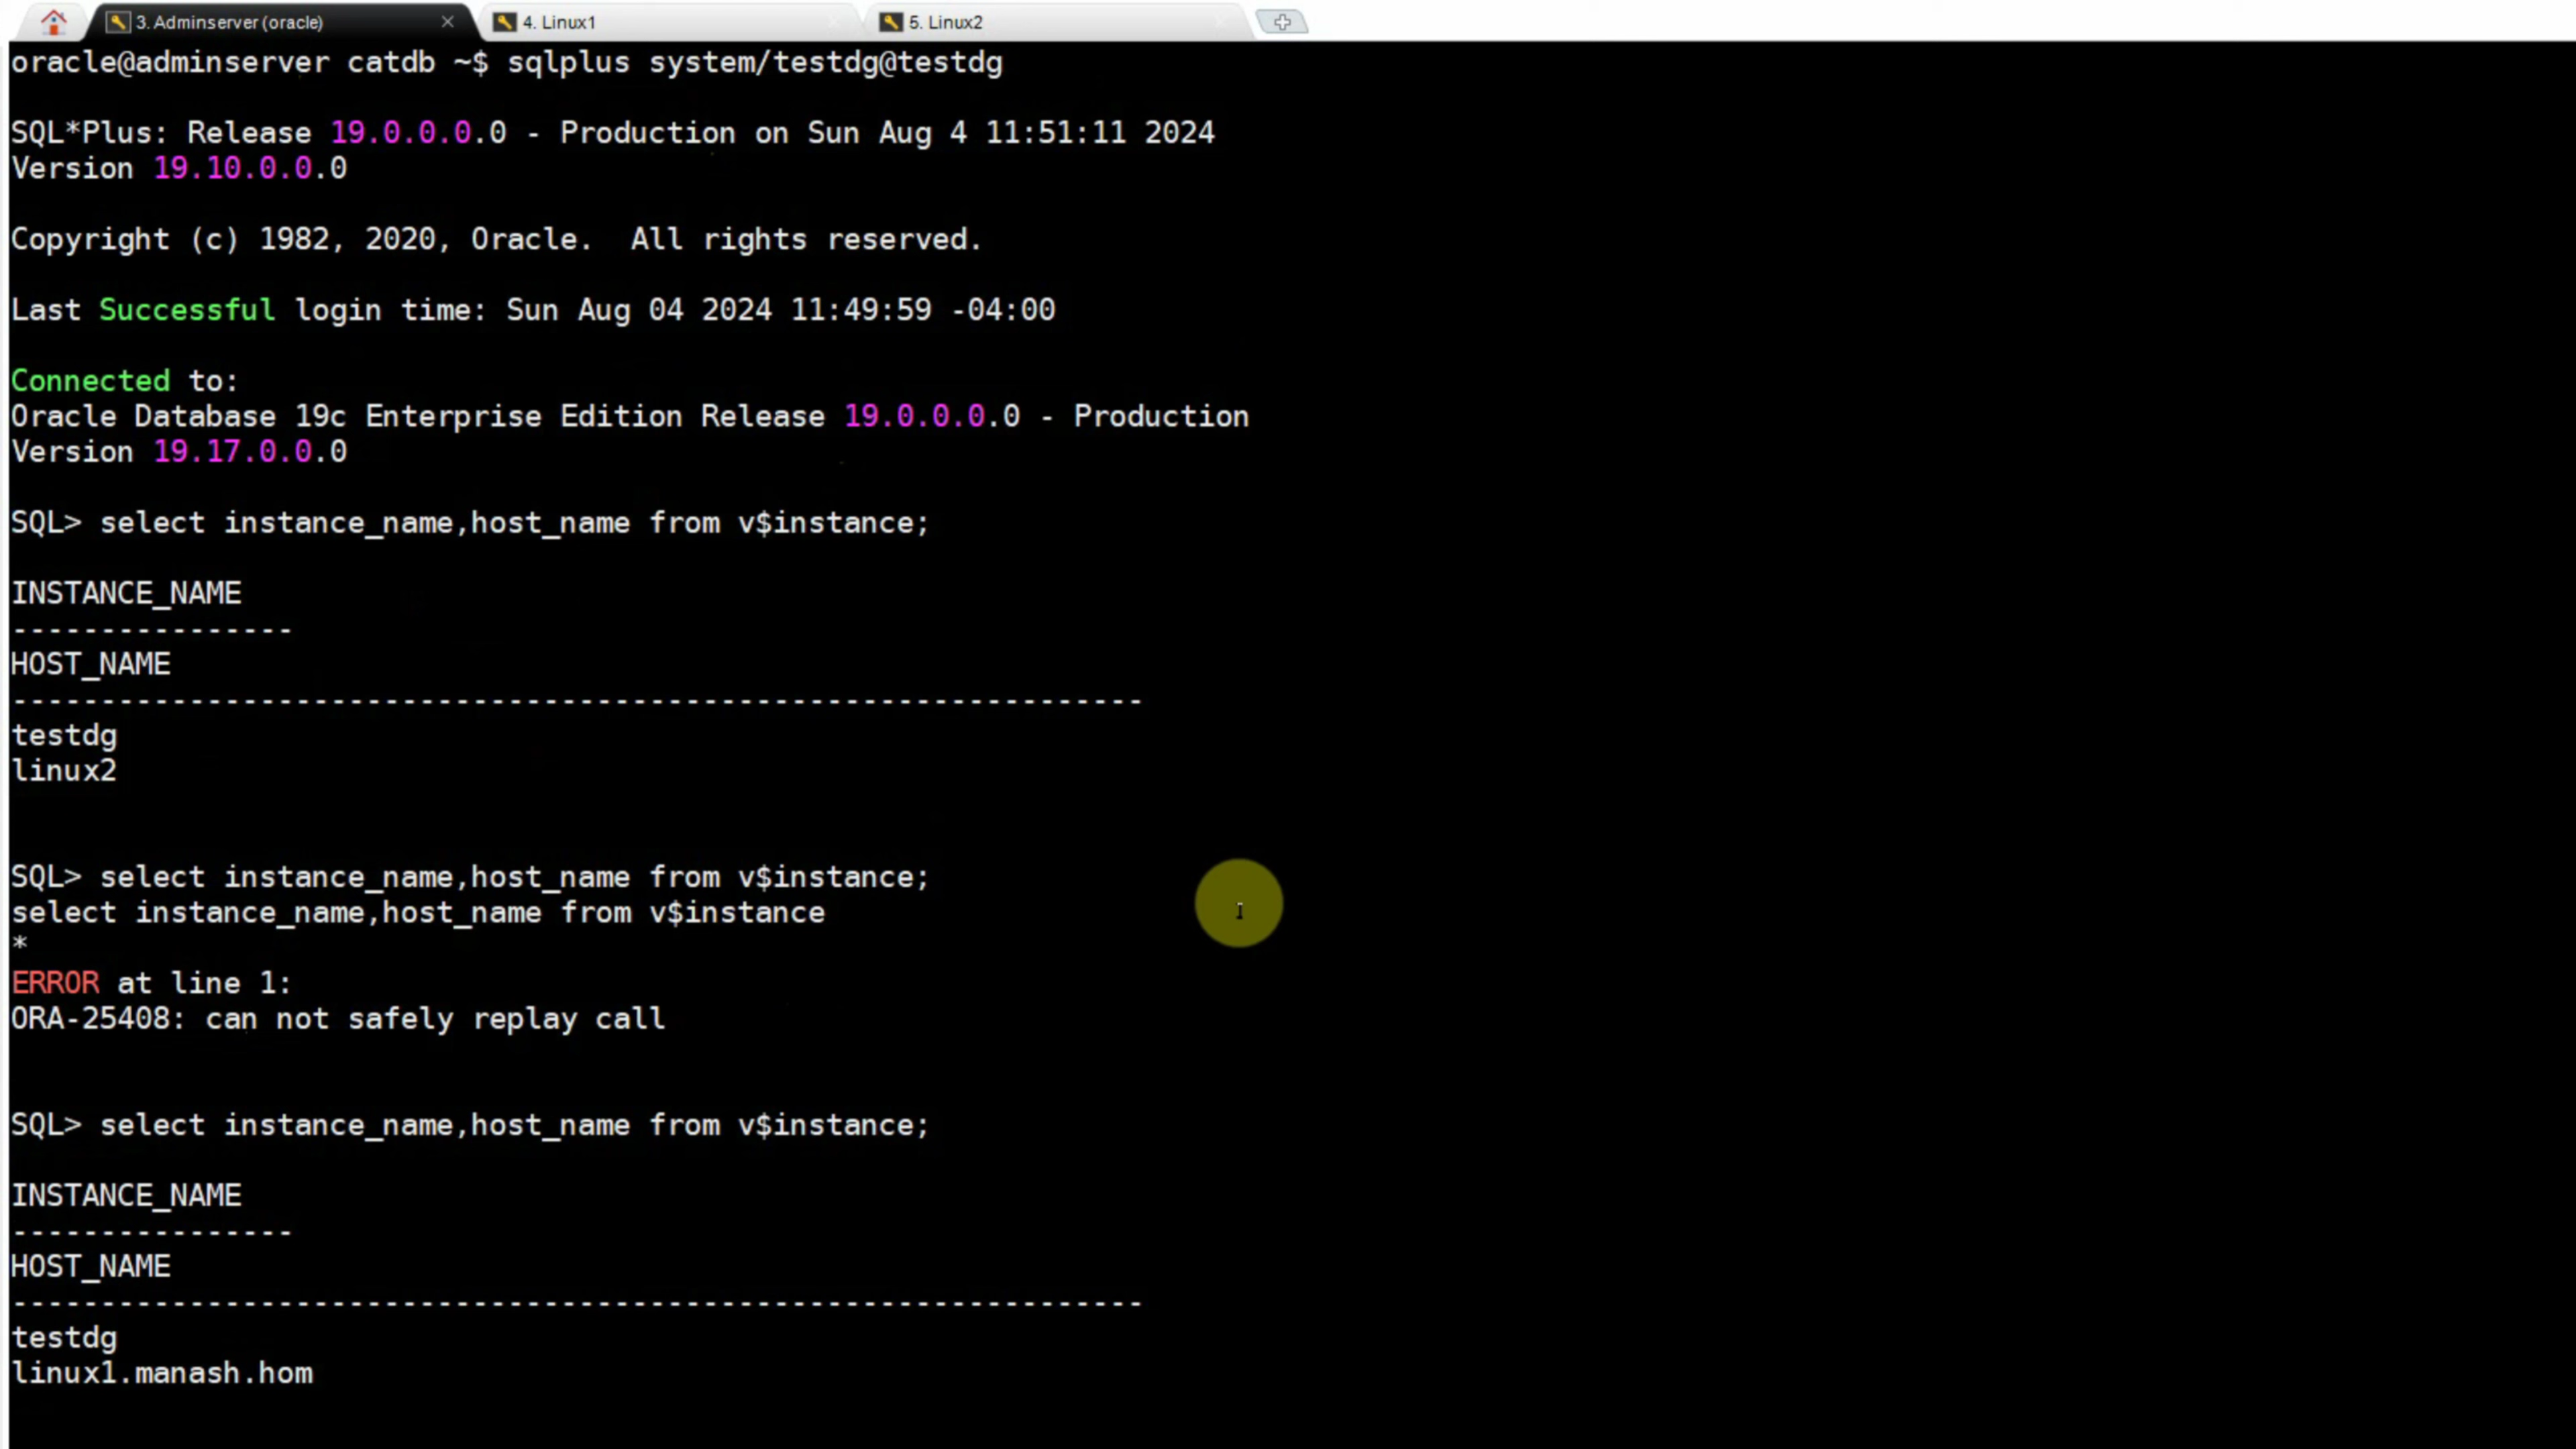 3. Adminserver (oracle)
4. Linux1
5. Linux2
oracle@adminserver catdb ~$ sqlplus system/testdg@testdg
SQL*Plus: Release 19.0.0.0.0 - Production on Sun Aug 4 11:51:11 2024
Version 19.10.0.0.0
Copyright (c) 1982, 2020, Oracle.  All rights reserved.
Last Successful login time: Sun Aug 04 2024 11:49:59 -04:00
Connected to:
Oracle Database 19c Enterprise Edition Release 19.0.0.0.0 - Production
Version 19.17.0.0.0
SQL> select instance_name,host_name from v$instance;
INSTANCE_NAME
----------------
HOST_NAME
----------------------------------------------------------------
testdg
linux2
SQL> select instance_name,host_name from v$instance;
select instance_name,host_name from v$instance
*
ERROR at line 1:
ORA-25408: can not safely replay call
SQL> select instance_name,host_name from v$instance;
INSTANCE_NAME
----------------
HOST_NAME
----------------------------------------------------------------
testdg
linux1.manash.hom